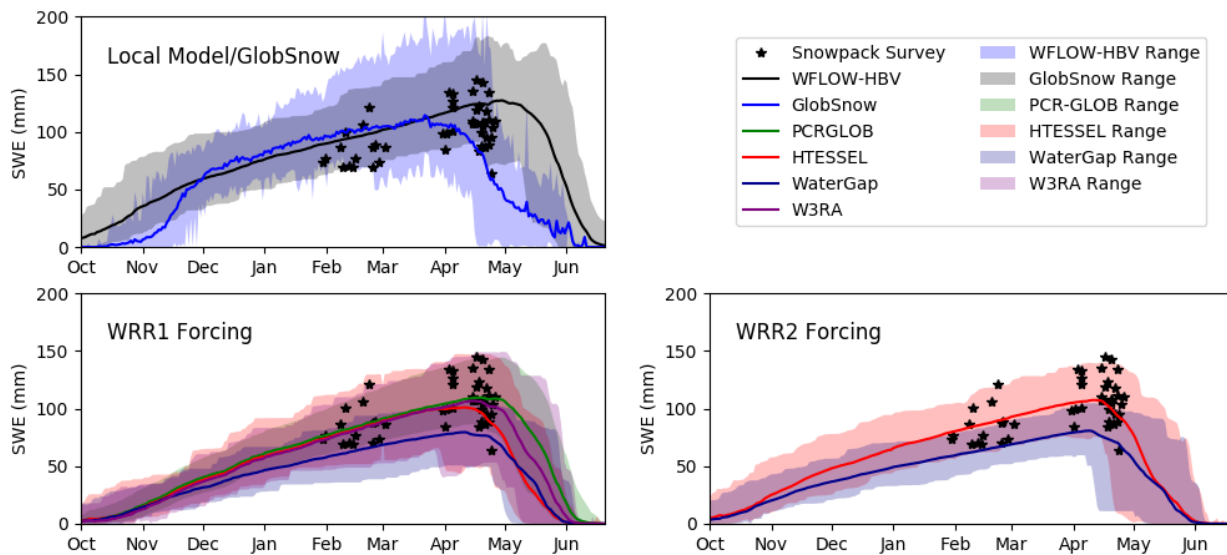 200
150
100
50
0
SWE (mm)
Local Model/GlobSnow
Oct Nov Dec Jan Feb Mar Apr May Jun
Snowpack Survey
WFLOW-HBV
GlobSnow
PCRGLOB
HTESSEL
WaterGap
W3RA
WFLOW-HBV Range
GlobSnow Range
PCR-GLOB Range
HTESSEL Range
WaterGap Range
W3RA Range
200
150
100
50
0
SWE (mm)
WRR1 Forcing
Oct Nov Dec Jan Feb Mar Apr May Jun
200
150
100
50
0
SWE (mm)
WRR2 Forcing
Oct Nov Dec Jan Feb Mar Apr May Jun